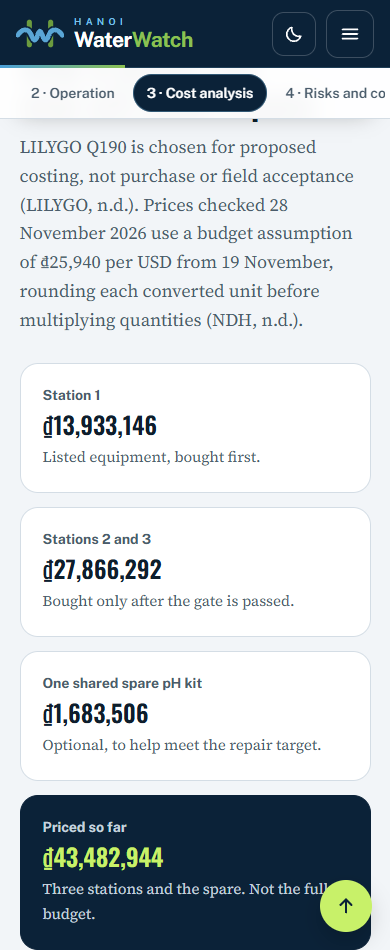 HANOI
WaterWatch
2 · Operation
3 · Cost analysis
4 · Risks and co
LILYGO Q190 is chosen for proposed
costing, not purchase or field acceptance
(LILYGO, n.d.). Prices checked 28
November 2026 use a budget assumption
of ₫25,940 per USD from 19 November,
rounding each converted unit before
multiplying quantities (NDH, n.d.).
Station 1
₫13,933,146
Listed equipment, bought first.
Stations 2 and 3
₫27,866,292
Bought only after the gate is passed.
One shared spare pH kit
₫1,683,506
Optional, to help meet the repair target.
Priced so far
₫43,482,944
Three stations and the spare. Not the full
budget.